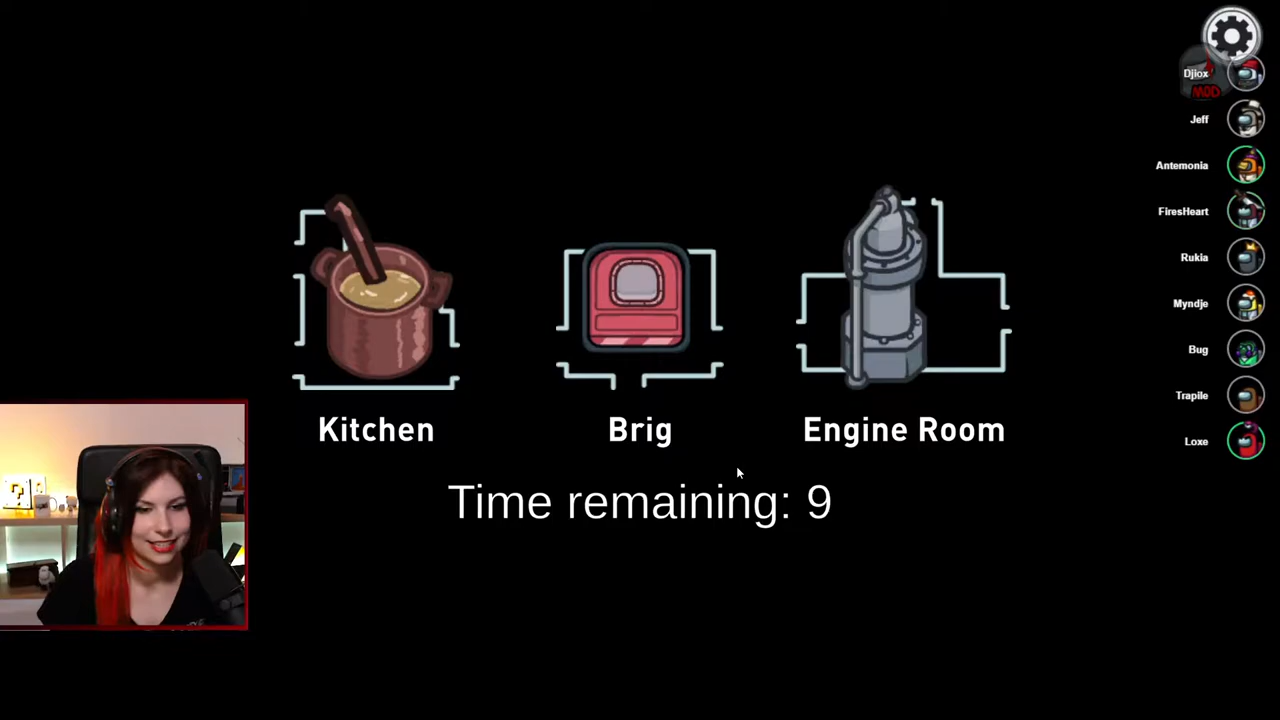 Djiox
MOD
Jeff
Antemonia
FiresHeart
Rukia
Myndje
Bug
Trapile
Loxe
Kitchen
Brig
Engine Room
Time remaining: 9